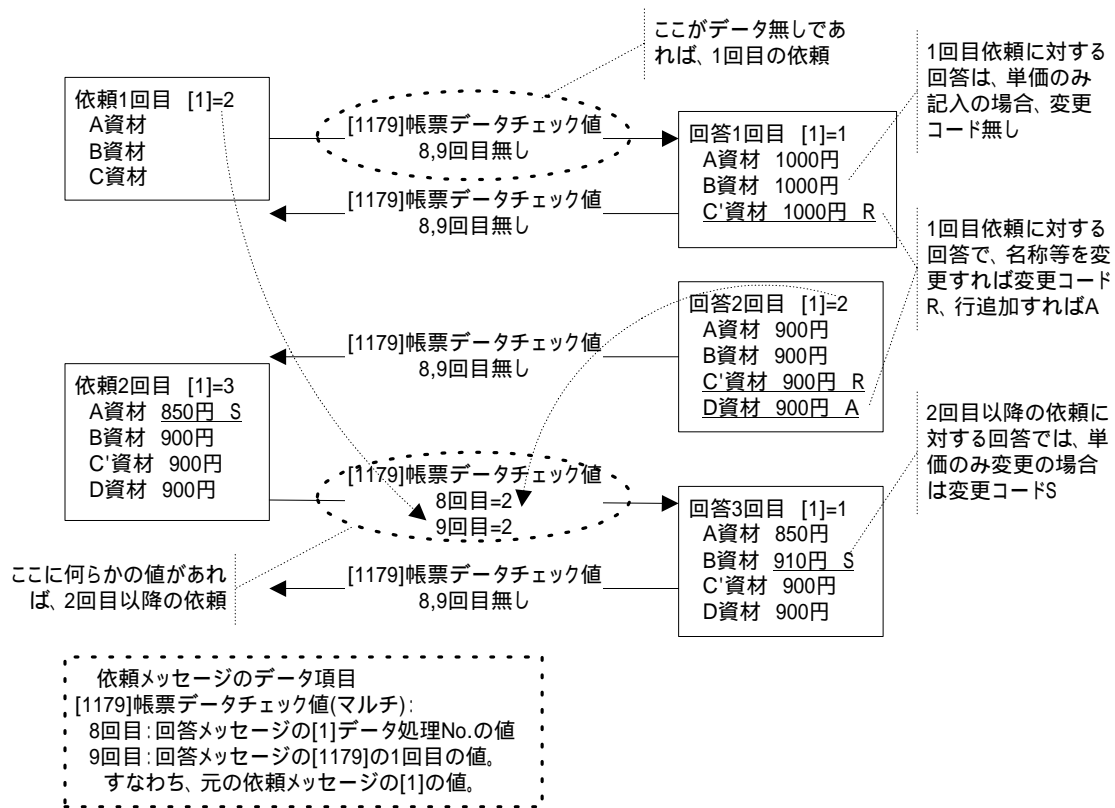 ここがデータ無しであ
れば、1回目の依頼
1回目依頼に対する
回答は、単価のみ
記入の場合、変更
コード無し
依頼1回目 [1]=2
A資材
B資材
C資材
[1179]帳票データチェック値
8,9回目無し
回答1回目 [1]=1
A資材 1000円
B資材 1000円
C'資材 1000円 R
[1179]帳票データチェック値
8,9回目無し
1回目依頼に対する
回答で、名称等を変
更すれば変更コード
R、行追加すればA
回答2回目 [1]=2
A資材 900円
B資材 900円
C'資材 900円 R
D資材 900円 A
[1179]帳票データチェック値
8,9回目無し
依頼2回目 [1]=3
A資材 850円 S
B資材 900円
C'資材 900円
D資材 900円
2回目以降の依頼に
対する回答では、単
価のみ変更の場合
は変更コードS
[1179]帳票データチェック値
8回目=2
9回目=2
回答3回目 [1]=1
A資材 850円
B資材 910円 S
C'資材 900円
D資材 900円
ここに何らかの値があれ
ば、2回目以降の依頼
[1179]帳票データチェック値
8,9回目無し
依頼メッセージのデータ項目
[1179]帳票データチェック値(マルチ):
8回目:回答メッセージの[1]データ処理No.の値
9回目:回答メッセージの[1179]の1回目の値。
すなわち、元の依頼メッセージの[1]の値。